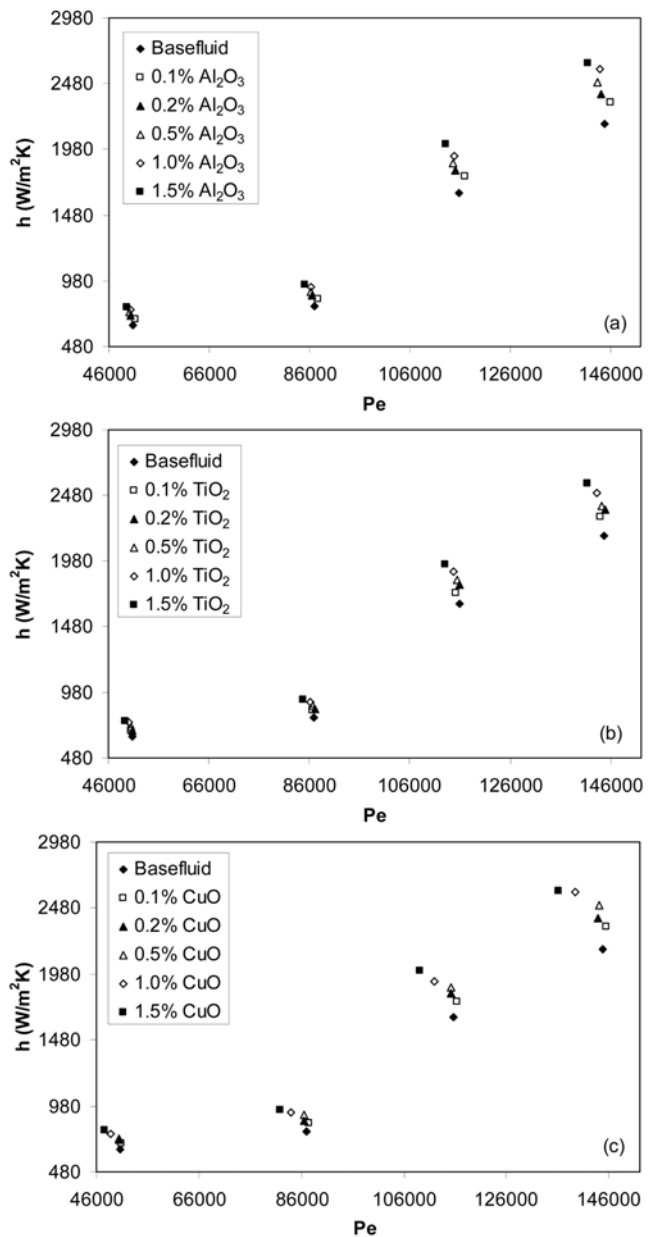 2980
2480
1980
1480
980
480
h (W/m²K)
Basefluid
0.1% Al₂O₃
0.2% Al₂O₃
0.5% Al₂O₃
1.0% Al₂O₃
1.5% Al₂O₃
(a)
46000 66000 86000 106000 126000 146000
Pe
2980
2480
1980
1480
980
480
h (W/m²K)
Basefluid
0.1% TiO₂
0.2% TiO₂
0.5% TiO₂
1.0% TiO₂
1.5% TiO₂
(b)
46000 66000 86000 106000 126000 146000
Pe
2980
2480
1980
1480
980
480
h (W/m²K)
Basefluid
0.1% CuO
0.2% CuO
0.5% CuO
1.0% CuO
1.5% CuO
(c)
46000 66000 86000 106000 126000 146000
Pe